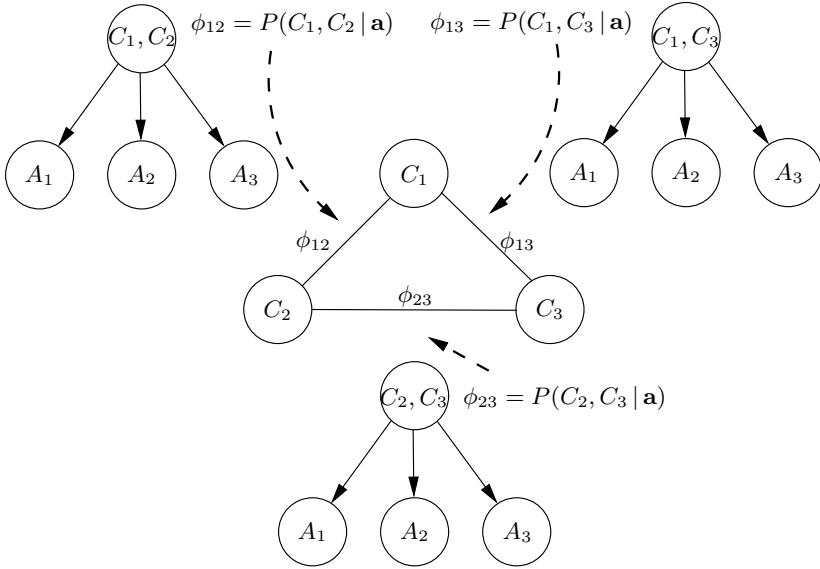 C₁, C₂ ϕ₁₂ = P(C₁, C₂ | 𝐚) ϕ₁₃ = P(C₁, C₃ | 𝐚) C₁, C₃
A₁ A₂ A₃ C₁ A₁ A₂ A₃
ϕ₁₂ ϕ₁₃
C₂ ϕ₂₃ C₃
C₂, C₃ ϕ₂₃ = P(C₂, C₃ | 𝐚)
A₁ A₂ A₃